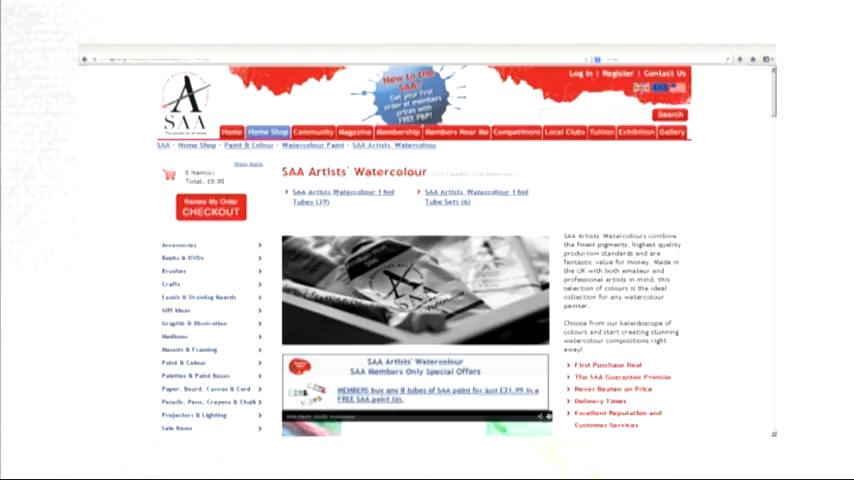 New to the
SAA?
Get your first
order at members
prices with
FREE P&P!
Log In | Register | Contact Us
A
SAA
Search
Home
Home Shop
Community
Magazine
Membership
Members Near Me
Competitions
Local Clubs
Tuition
Exhibition
Gallery
SAA · Home Shop · Paint & Colour · Watercolour Paint · SAA Artists' Watercolour
0 Item(s)
Total. £0.00
Review My Order
CHECKOUT
SAA Artists' Watercolour
SAA Artists Watercolour 14ml
Tubes (39)
SAA Artists Watercolour 14ml
Tube Sets (6)
Accessories
Books & DVDs
Brushes
Crafts
Easels & Drawing Boards
Gift Ideas
Graphic & Illustration
Mediums
Mounts & Framing
Paint & Colour
Palettes & Paint Boxes
Paper, Board, Canvas & Card
Pencils, Pens, Crayons & Chalk
Projectors & Lighting
Sale Items
SAA
SAA Artists' Watercolour
SAA Members Only Special Offers
MEMBERS buy any 8 tubes of SAA paint for just £31.99 in a
FREE SAA paint tin.
SAA Artists' Watercolours combine
the finest pigments, highest quality
production standards and are
fantastic value for money. Made in
the UK with both amateur and
professional artists in mind, this
selection of colours is the ideal
collection for any watercolour
painter.
Choose from our kaleidoscope of
colours and start creating stunning
watercolour compositions right
away!
First Purchase Deal
The SAA Guarantee Promise
Never Beaten on Price
Delivery Times
Excellent Reputation and
Customer Services